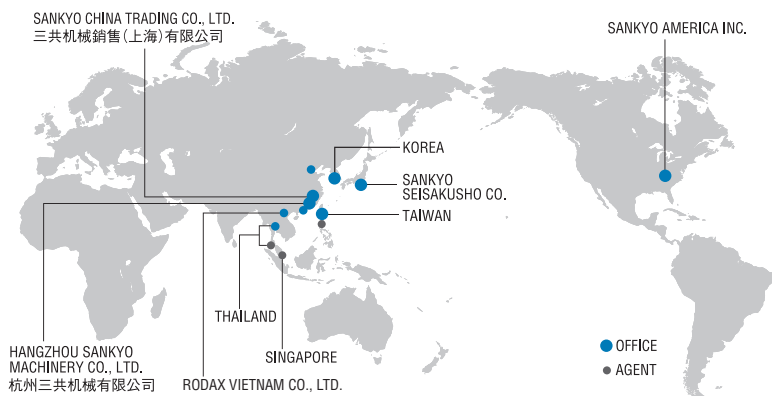 SANKYO CHINA TRADING CO., LTD.
三共机械銷售(上海)有限公司
SANKYO AMERICA INC.
KOREA
SANKYO
SEISAKUSHO CO.
TAIWAN
THAILAND
SINGAPORE
HANGZHOU SANKYO
MACHINERY CO., LTD.
杭州三共机械有限公司
RODAX VIETNAM CO., LTD.
OFFICE
AGENT